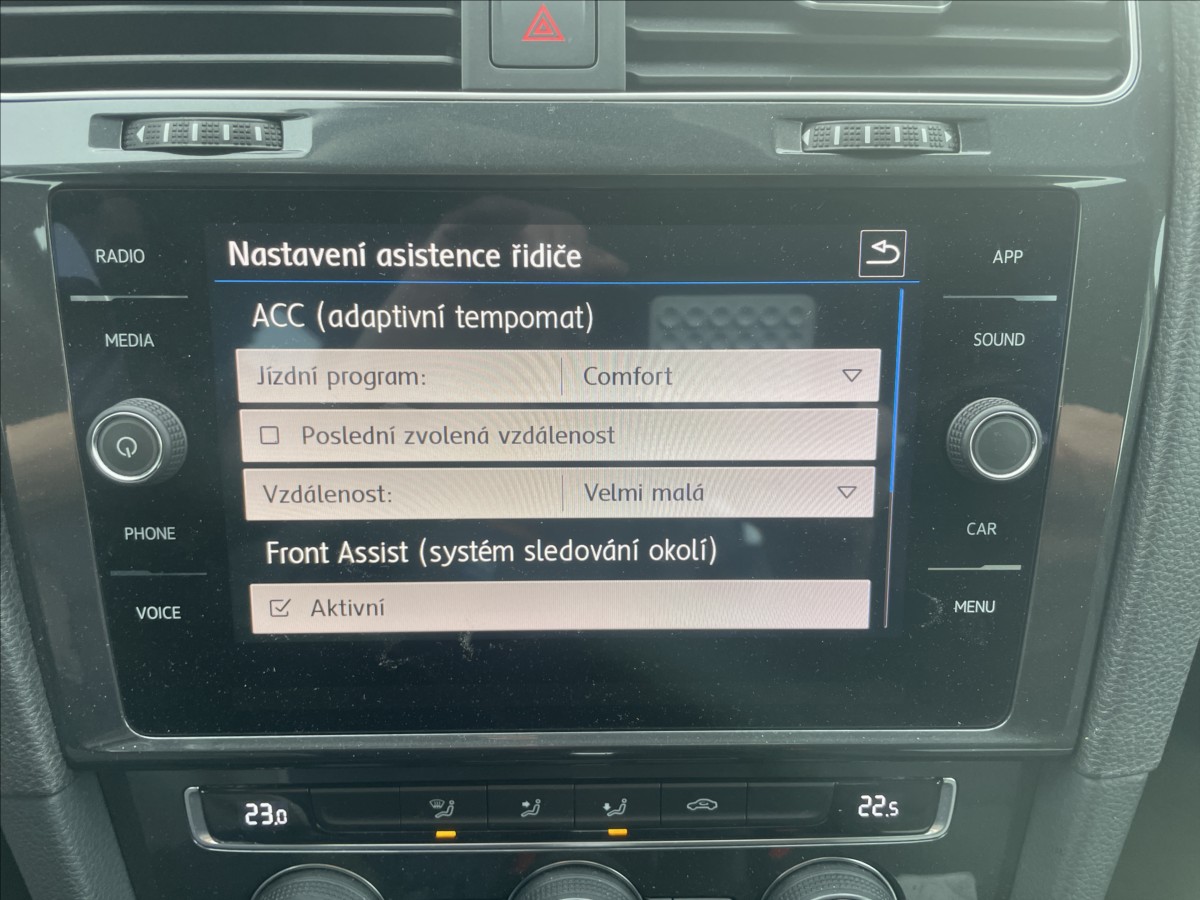 RADIO
MEDIA
PHONE
VOICE
Nastavení asistence řidiče
ACC (adaptivní tempomat)
Jízdní program: Comfort
Poslední zvolená vzdálenost
Vzdálenost: Velmi malá
Front Assist (systém sledování okolí)
Aktivní
APP
SOUND
CAR
MENU
23.0
22.5